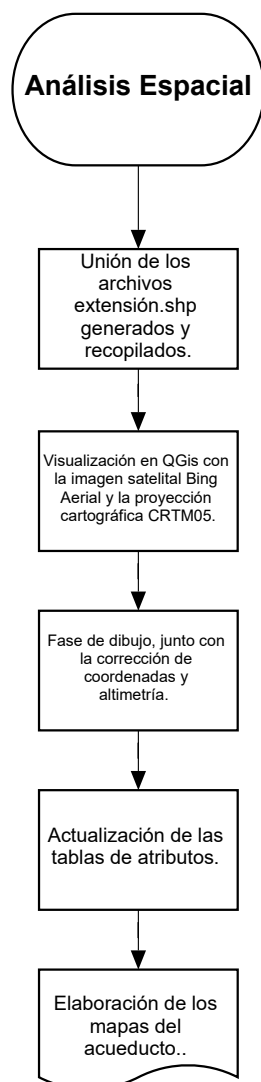 Análisis Espacial
Unión de los
archivos
extensión.shp
generados y
recopilados.
Visualización en QGis con
la imagen satelital Bing
Aerial y la proyección
cartográfica CRTM05.
Fase de dibujo, junto con
la corrección de
coordenadas y
altimetría.
Actualización de las
tablas de atributos.
Elaboración de los
mapas del
acueducto..